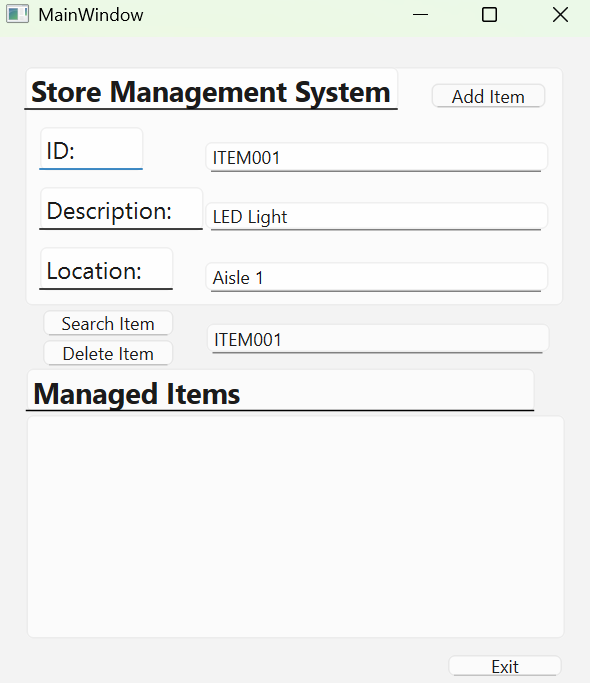 MainWindow
Store Management System
Add Item
ID:
ITEM001
Description:
LED Light
Location:
Aisle 1
Search Item
ITEM001
Delete Item
Managed Items
Exit